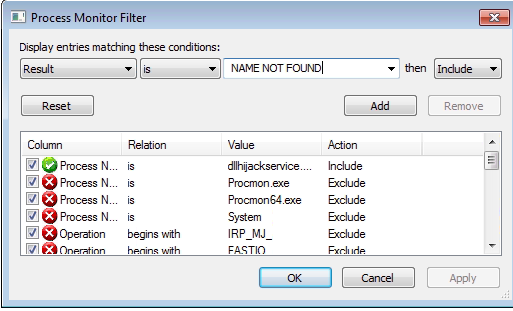 Process Monitor Filter
Display entries matching these conditions:
Result is NAME NOT FOUND then Include
Reset Add Remove
Column Relation Value Action
Process N... is dllhijackservice.... Include
Process N... is Procmon.exe Exclude
Process N... is Procmon64.exe Exclude
Process N... is System Exclude
Operation begins with IRP_MJ_ Exclude
Operation begins with FASTIO Exclude
OK Cancel Apply